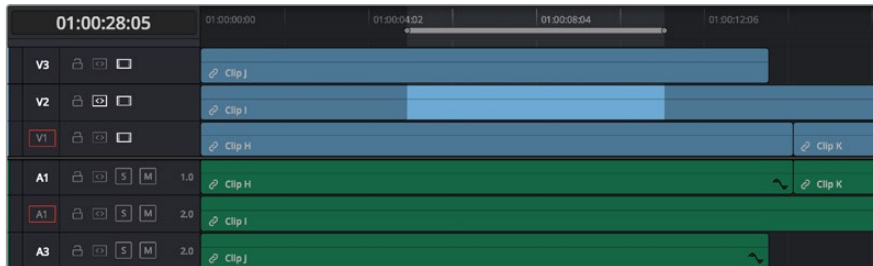 01:00:28:05 01:00:00:00 01:00:04:02 01:00:08:04 01:00:12:06
V3 Clip J
V2 Clip I
V1 Clip H Clip K
A1 S M 1.0 Clip H Clip K
A1 S M 2.0 Clip I
A3 S M 2.0 Clip J